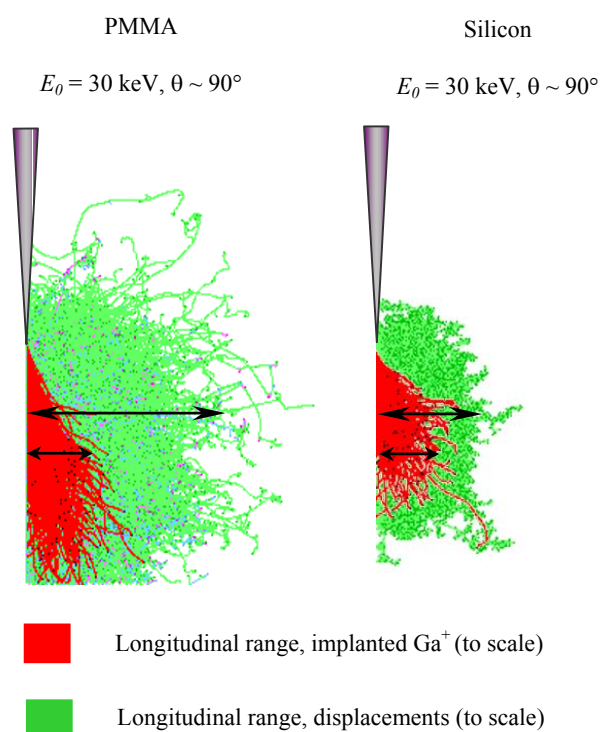 PMMA
Silicon
E₀ = 30 keV, θ ~ 90°
E₀ = 30 keV, θ ~ 90°
Longitudinal range, implanted Ga⁺ (to scale)
Longitudinal range, displacements (to scale)